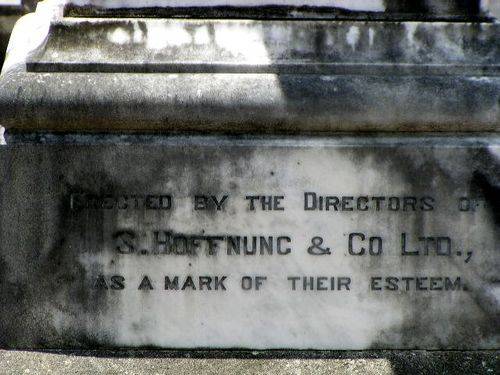 ERECTED BY THE DIRECTORS OF
S. HOFFNUNG & CO LTD.,
AS A MARK OF THEIR ESTEEM.